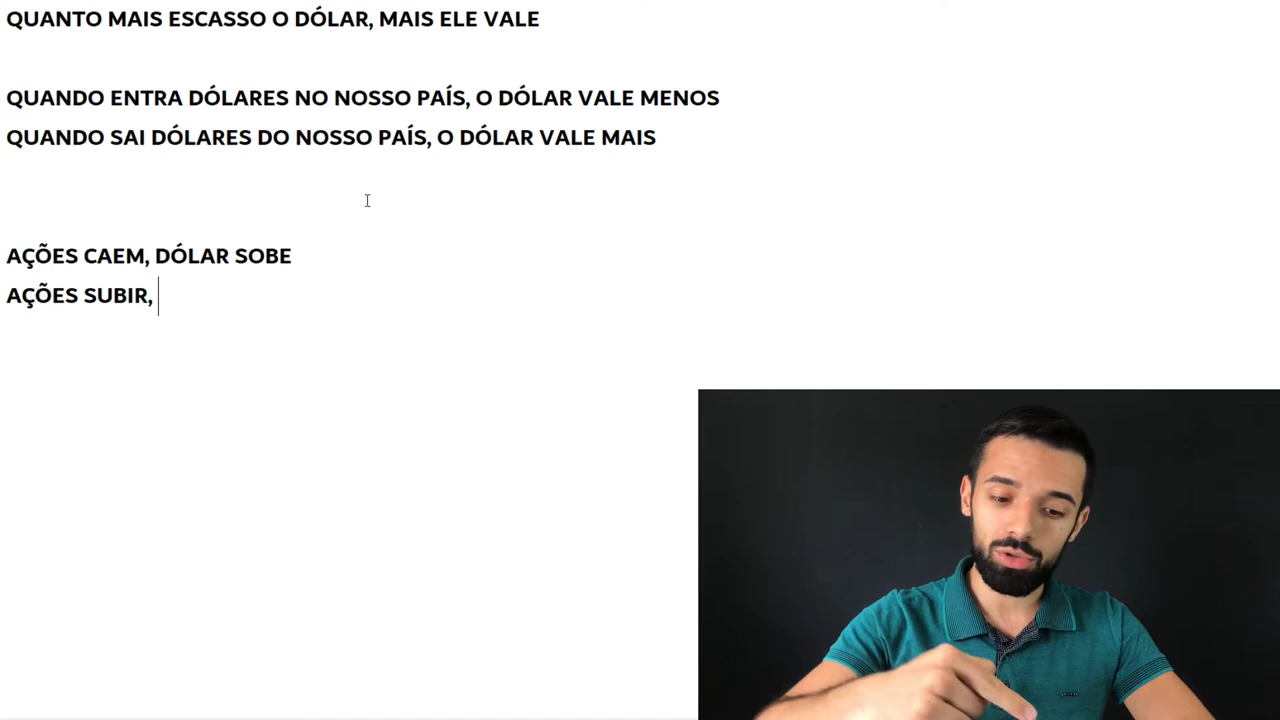 QUANTO MAIS ESCASSO O DÓLAR, MAIS ELE VALE
QUANDO ENTRA DÓLARES NO NOSSO PAÍS, O DÓLAR VALE MENOS
QUANDO SAI DÓLARES DO NOSSO PAÍS, O DÓLAR VALE MAIS
AÇÕES CAEM, DÓLAR SOBE
AÇÕES SUBIR,